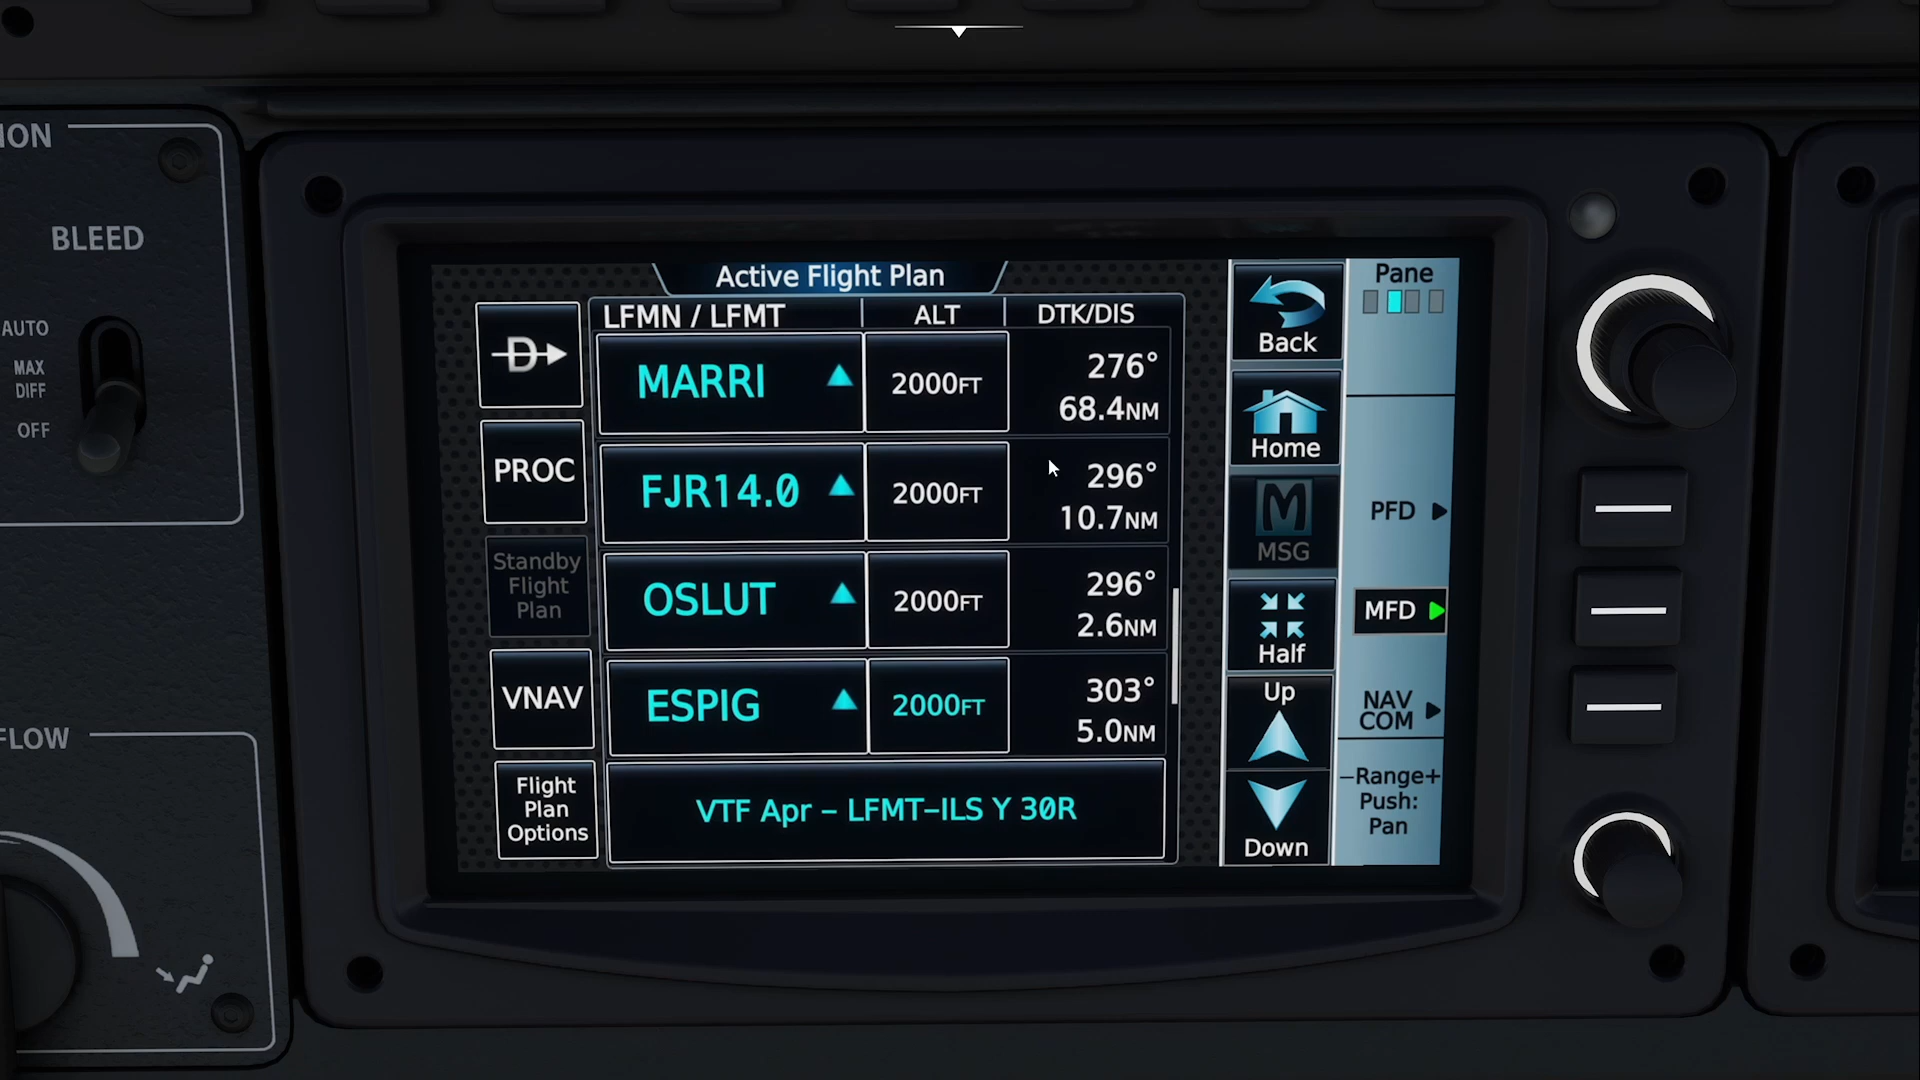 ION
BLEED
AUTO
MAX
DIFF
OFF
FLOW
Active Flight Plan
LFMN / LFMT
ALT
DTK/DIS
D
MARRI
2000FT
276°
68.4NM
PROC
FJR14.0
2000FT
296°
10.7NM
Standby
Flight
Plan
OSLUT
2000FT
296°
2.6NM
VNAV
ESPIG
2000FT
303°
5.0NM
Flight
Plan
Options
VTF Apr – LFMT–ILS Y 30R
Back
Home
M
MSG
Half
Up
Down
Pane
PFD
MFD
NAV
COM
–Range+
Push:
Pan